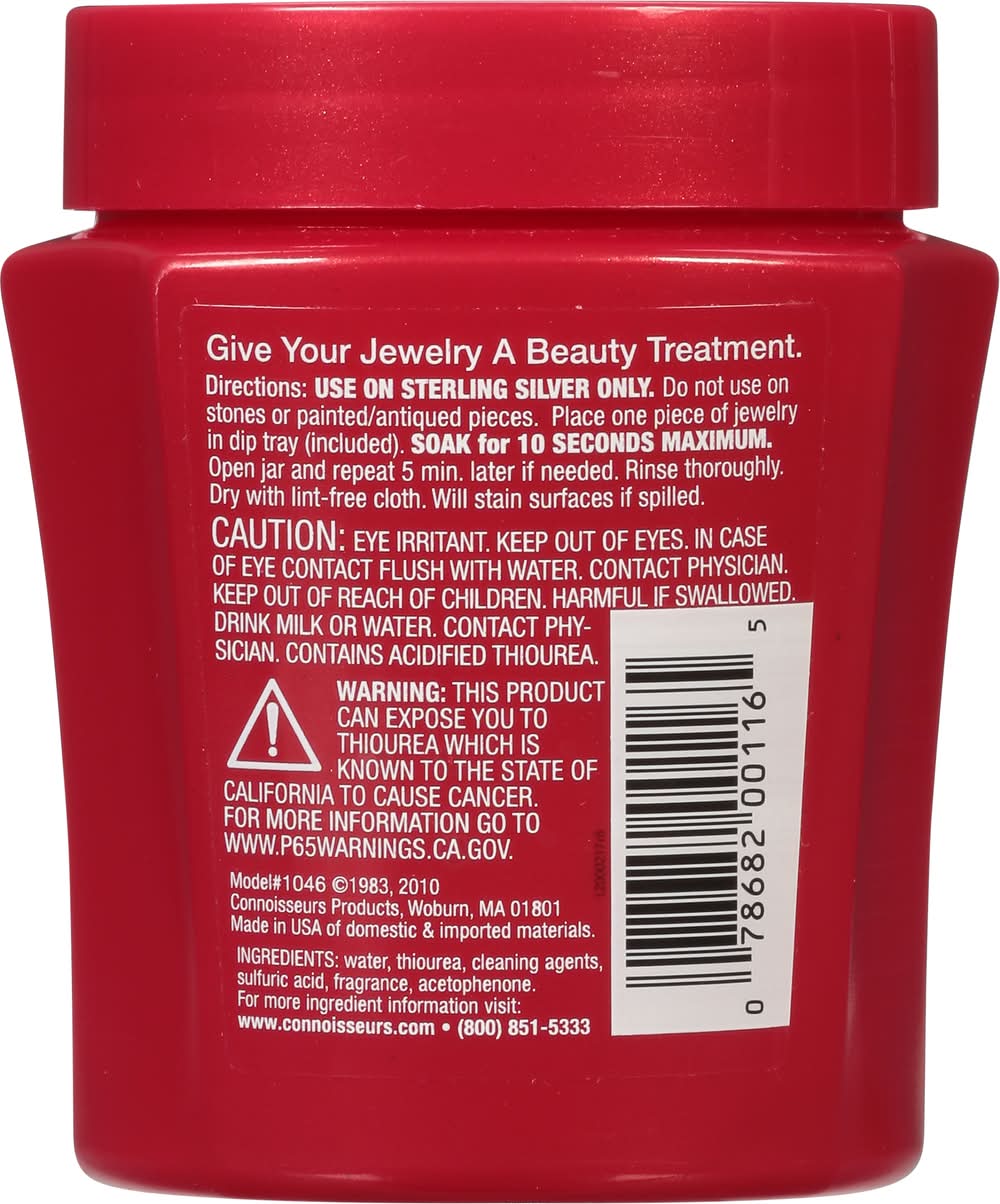 Give Your Jewelry A Beauty Treatment.
Directions: USE ON STERLING SILVER ONLY. Do not use on
stones or painted/antiqued pieces. Place one piece of jewelry
in dip tray (included). SOAK for 10 SECONDS MAXIMUM.
Open jar and repeat 5 min. later if needed. Rinse thoroughly.
Dry with lint-free cloth. Will stain surfaces if spilled.
CAUTION: EYE IRRITANT. KEEP OUT OF EYES. IN CASE
OF EYE CONTACT FLUSH WITH WATER. CONTACT PHYSICIAN.
KEEP OUT OF REACH OF CHILDREN. HARMFUL IF SWALLOWED.
DRINK MILK OR WATER. CONTACT PHY-
SICIAN. CONTAINS ACIDIFIED THIOUREA.
WARNING: THIS PRODUCT
CAN EXPOSE YOU TO
THIOUREA WHICH IS
KNOWN TO THE STATE OF
CALIFORNIA TO CAUSE CANCER.
FOR MORE INFORMATION GO TO
WWW.P65WARNINGS.CA.GOV.
Model#1046 ©1983, 2010
Connoisseurs Products, Woburn, MA 01801
Made in USA of domestic & imported materials.
INGREDIENTS: water, thiourea, cleaning agents,
sulfuric acid, fragrance, acetophenone.
For more ingredient information visit:
www.connoisseurs.com • (800) 851-5333
0 78682 00116 5